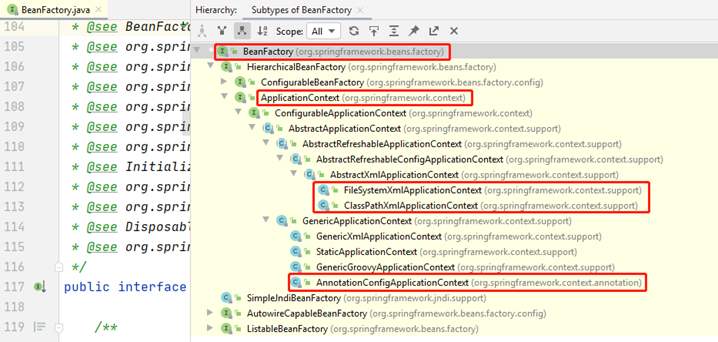 BeanFactory.java
Hierarchy: Subtypes of BeanFactory
Scope: All
104 * @see BeanFacto
105 * @see org.sprin
106 * @see org.sprin
107 * @see org.sprin
108 * @see org.sprin
109 * @see org.sprin
110 * @see org.sprin
111 * @see Initializ
112 * @see org.sprin
113 * @see org.sprin
114 * @see Disposab
115 * @see org.sprin
116 */
117 public interface
118
119 /**
BeanFactory (org.springframework.beans.factory)
HierarchicalBeanFactory (org.springframework.beans.factory)
ConfigurableBeanFactory (org.springframework.beans.factory.config)
ApplicationContext (org.springframework.context)
ConfigurableApplicationContext (org.springframework.context)
AbstractApplicationContext (org.springframework.context.support)
AbstractRefreshableApplicationContext (org.springframework.context.support)
AbstractRefreshableConfigApplicationContext (org.springframework.context.support)
AbstractXmlApplicationContext (org.springframework.context.support)
FileSystemXmlApplicationContext (org.springframework.context.support)
ClassPathXmlApplicationContext (org.springframework.context.support)
GenericApplicationContext (org.springframework.context.support)
GenericXmlApplicationContext (org.springframework.context.support)
StaticApplicationContext (org.springframework.context.support)
GenericGroovyApplicationContext (org.springframework.context.support)
AnnotationConfigApplicationContext (org.springframework.context.annotation)
SimpleJndiBeanFactory (org.springframework.jndi.support)
AutowireCapableBeanFactory (org.springframework.beans.factory.config)
ListableBeanFactory (org.springframework.beans.factory)